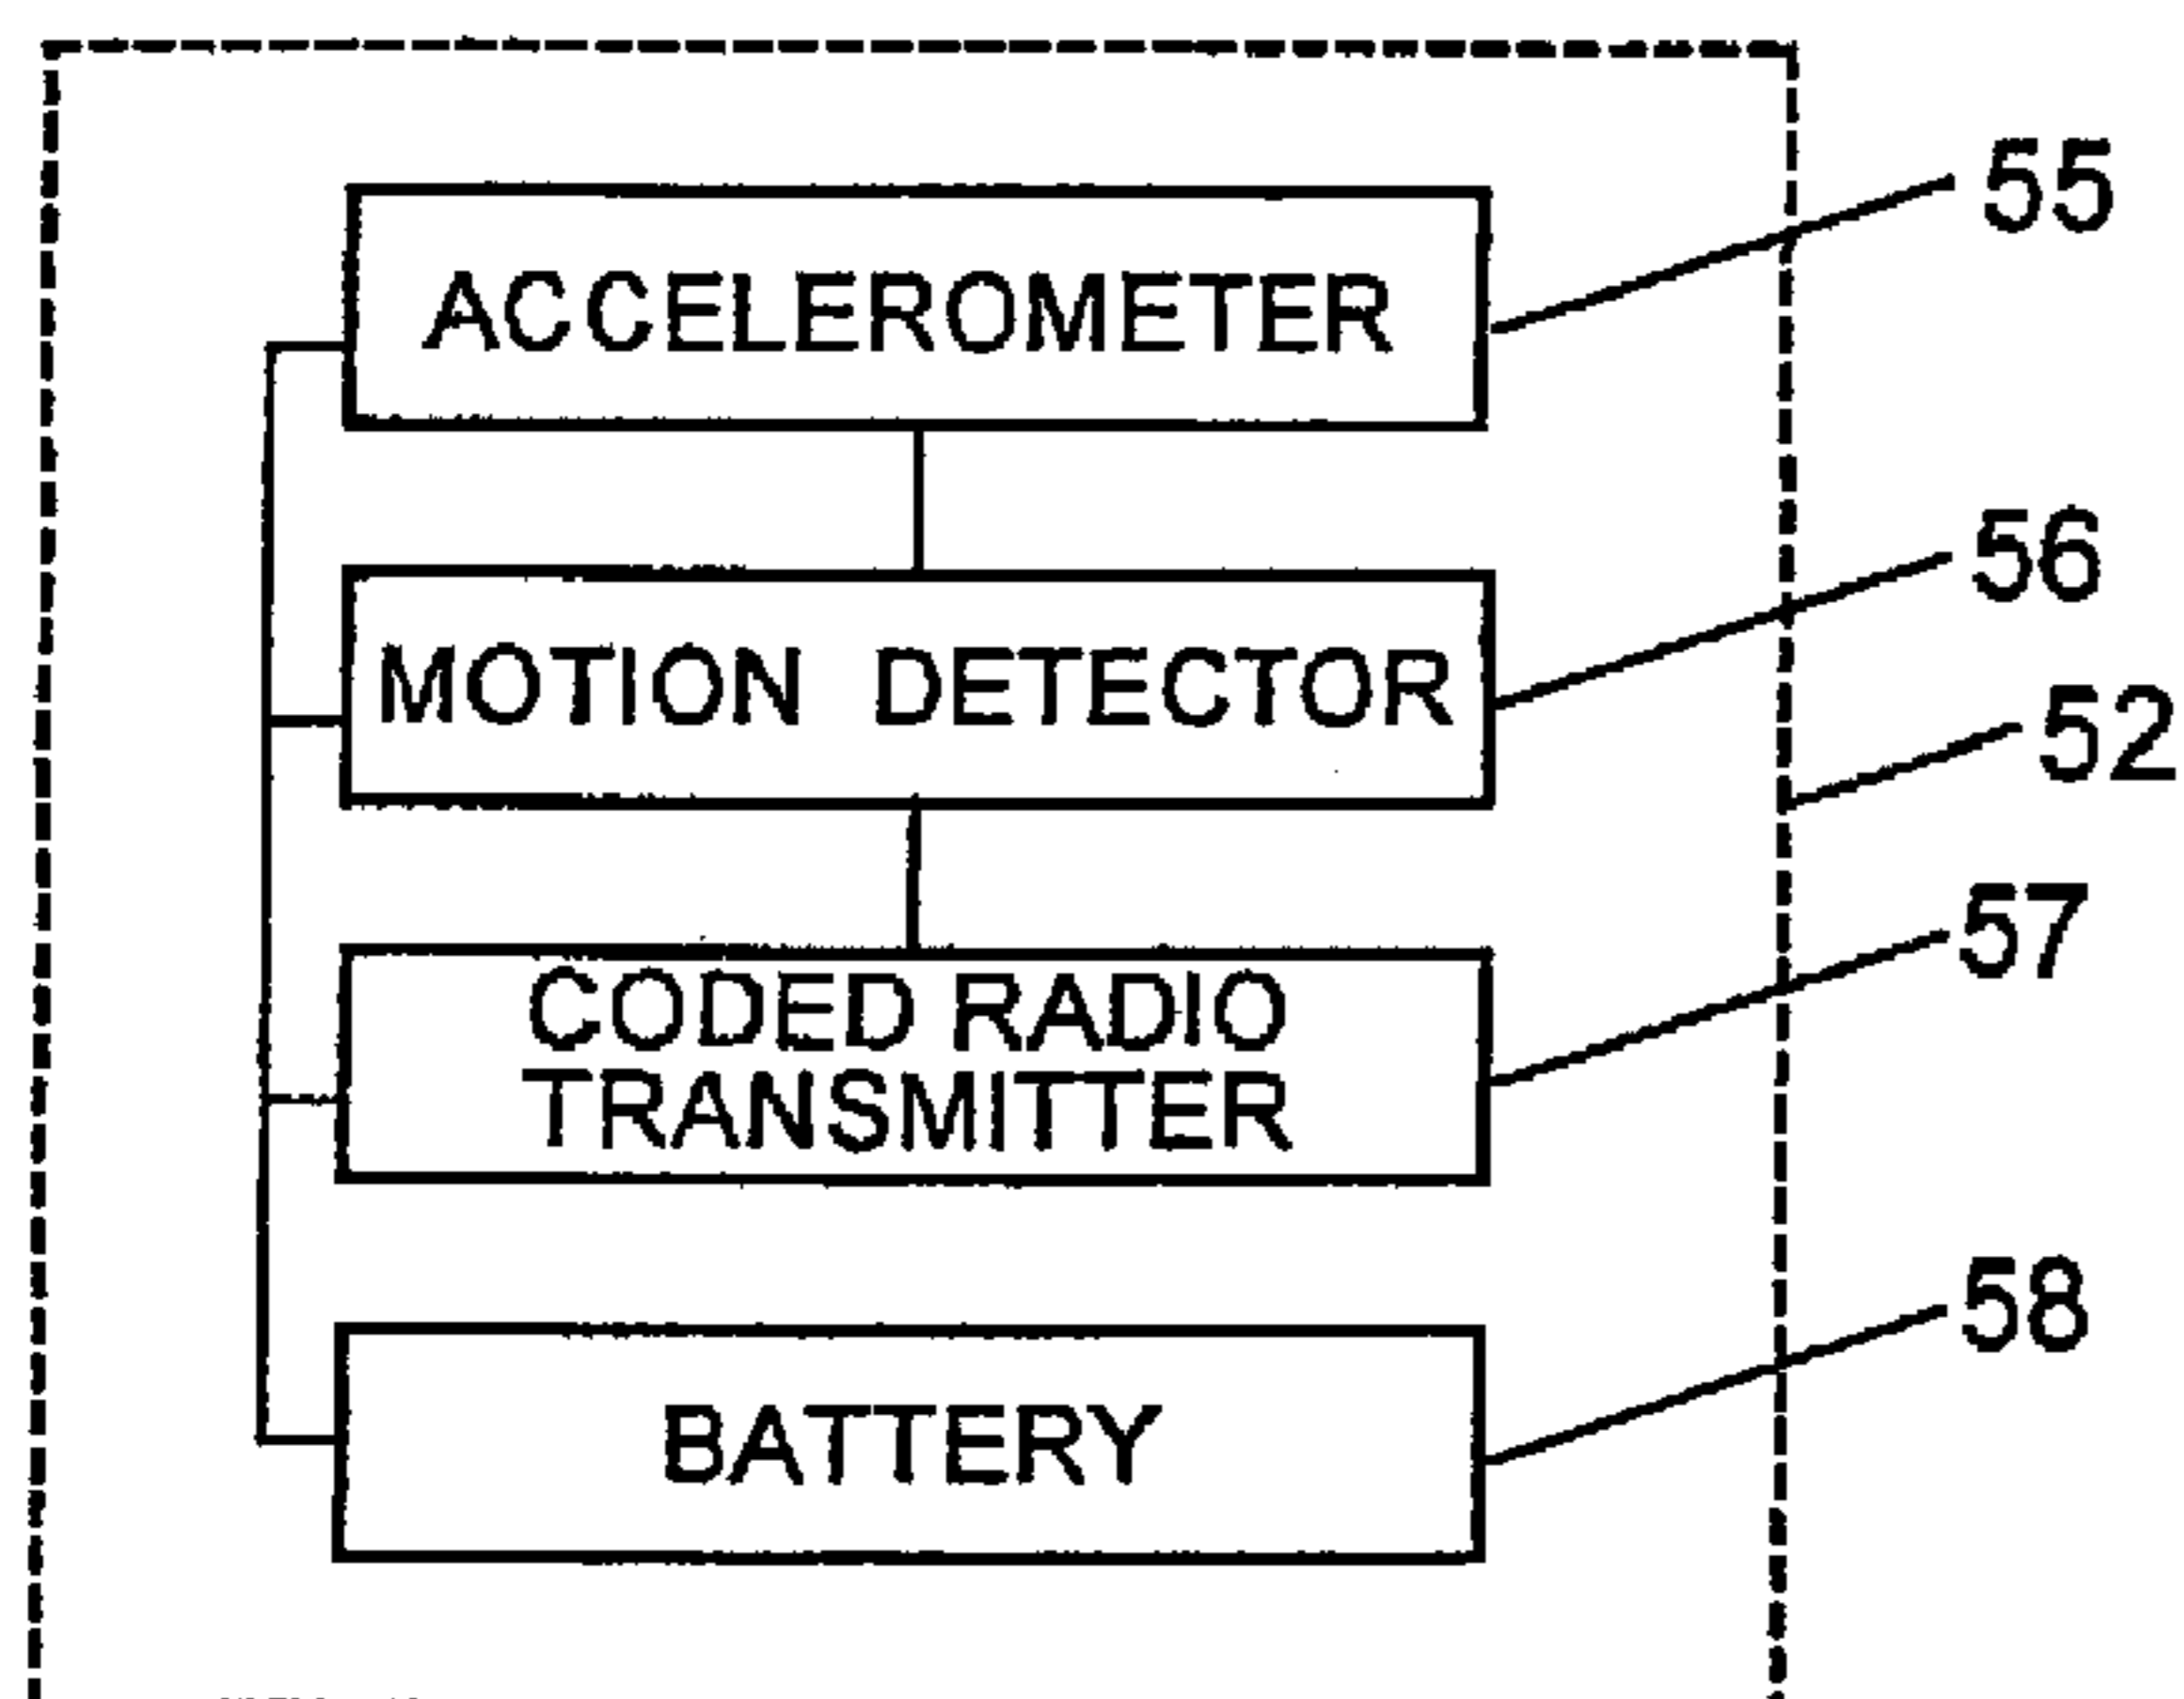 ACCELEROMETER
55
MOTION DETECTOR
56
52
CODED RADIO
TRANSMITTER
57
BATTERY
58